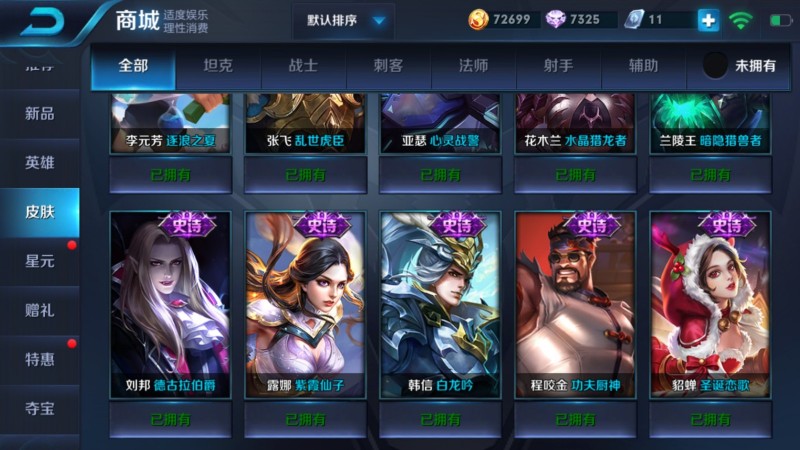 商城
适度娱乐
理性消费
默认排序
72699
7325
11
全部 坦克 战士 刺客 法师 射手 辅助 未拥有
推荐
新品
英雄
皮肤
星元
赠礼
特惠
夺宝
李元芳 逐浪之夏
张飞 乱世虎臣
亚瑟 心灵战警
花木兰 水晶猎龙者
兰陵王 暗隐猎兽者
已拥有
已拥有
已拥有
已拥有
已拥有
史诗
史诗
史诗
史诗
史诗
刘邦 德古拉伯爵
露娜 紫霞仙子
韩信 白龙吟
程咬金 功夫厨神
貂蝉 圣诞恋歌
已拥有
已拥有
已拥有
已拥有
已拥有